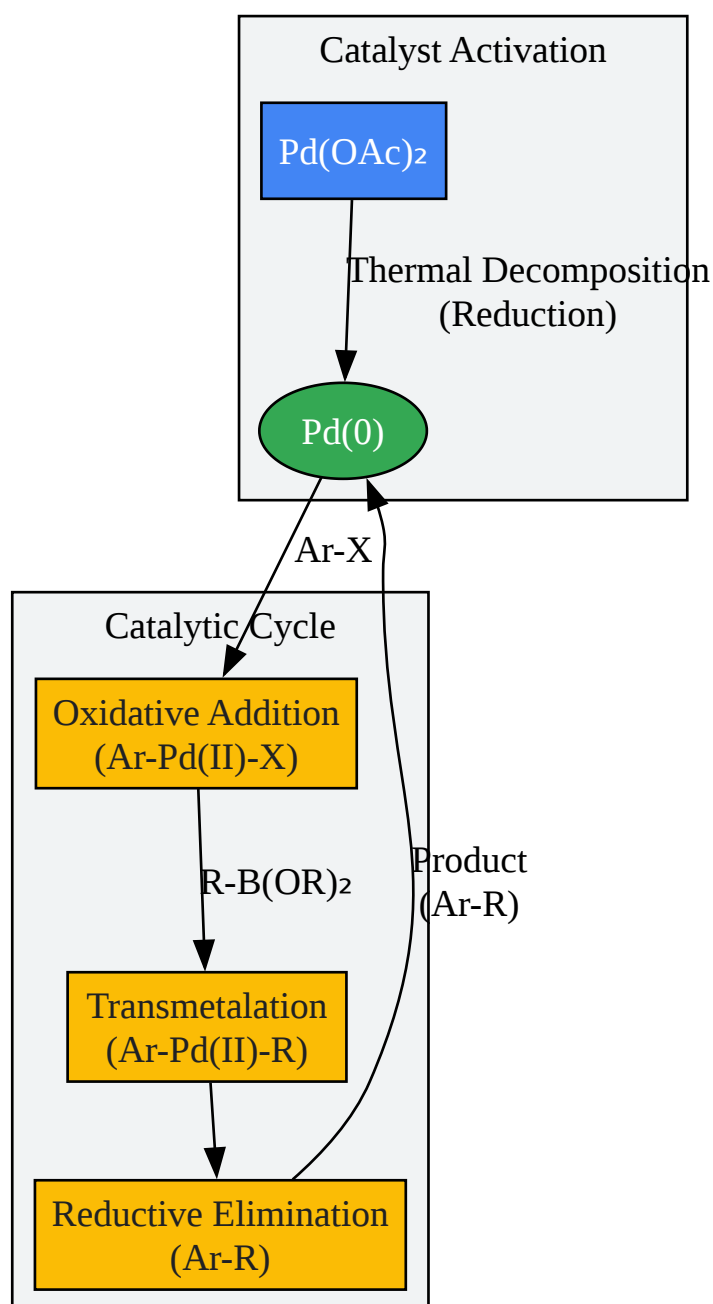 Catalyst Activation
Pd(OAc)₂
Thermal Decomposition
(Reduction)
Pd(0)
Ar-X
Catalytic Cycle
Oxidative Addition
(Ar-Pd(II)-X)
Product
(Ar-R)
R-B(OR)₂
Transmetalation
(Ar-Pd(II)-R)
Reductive Elimination
(Ar-R)